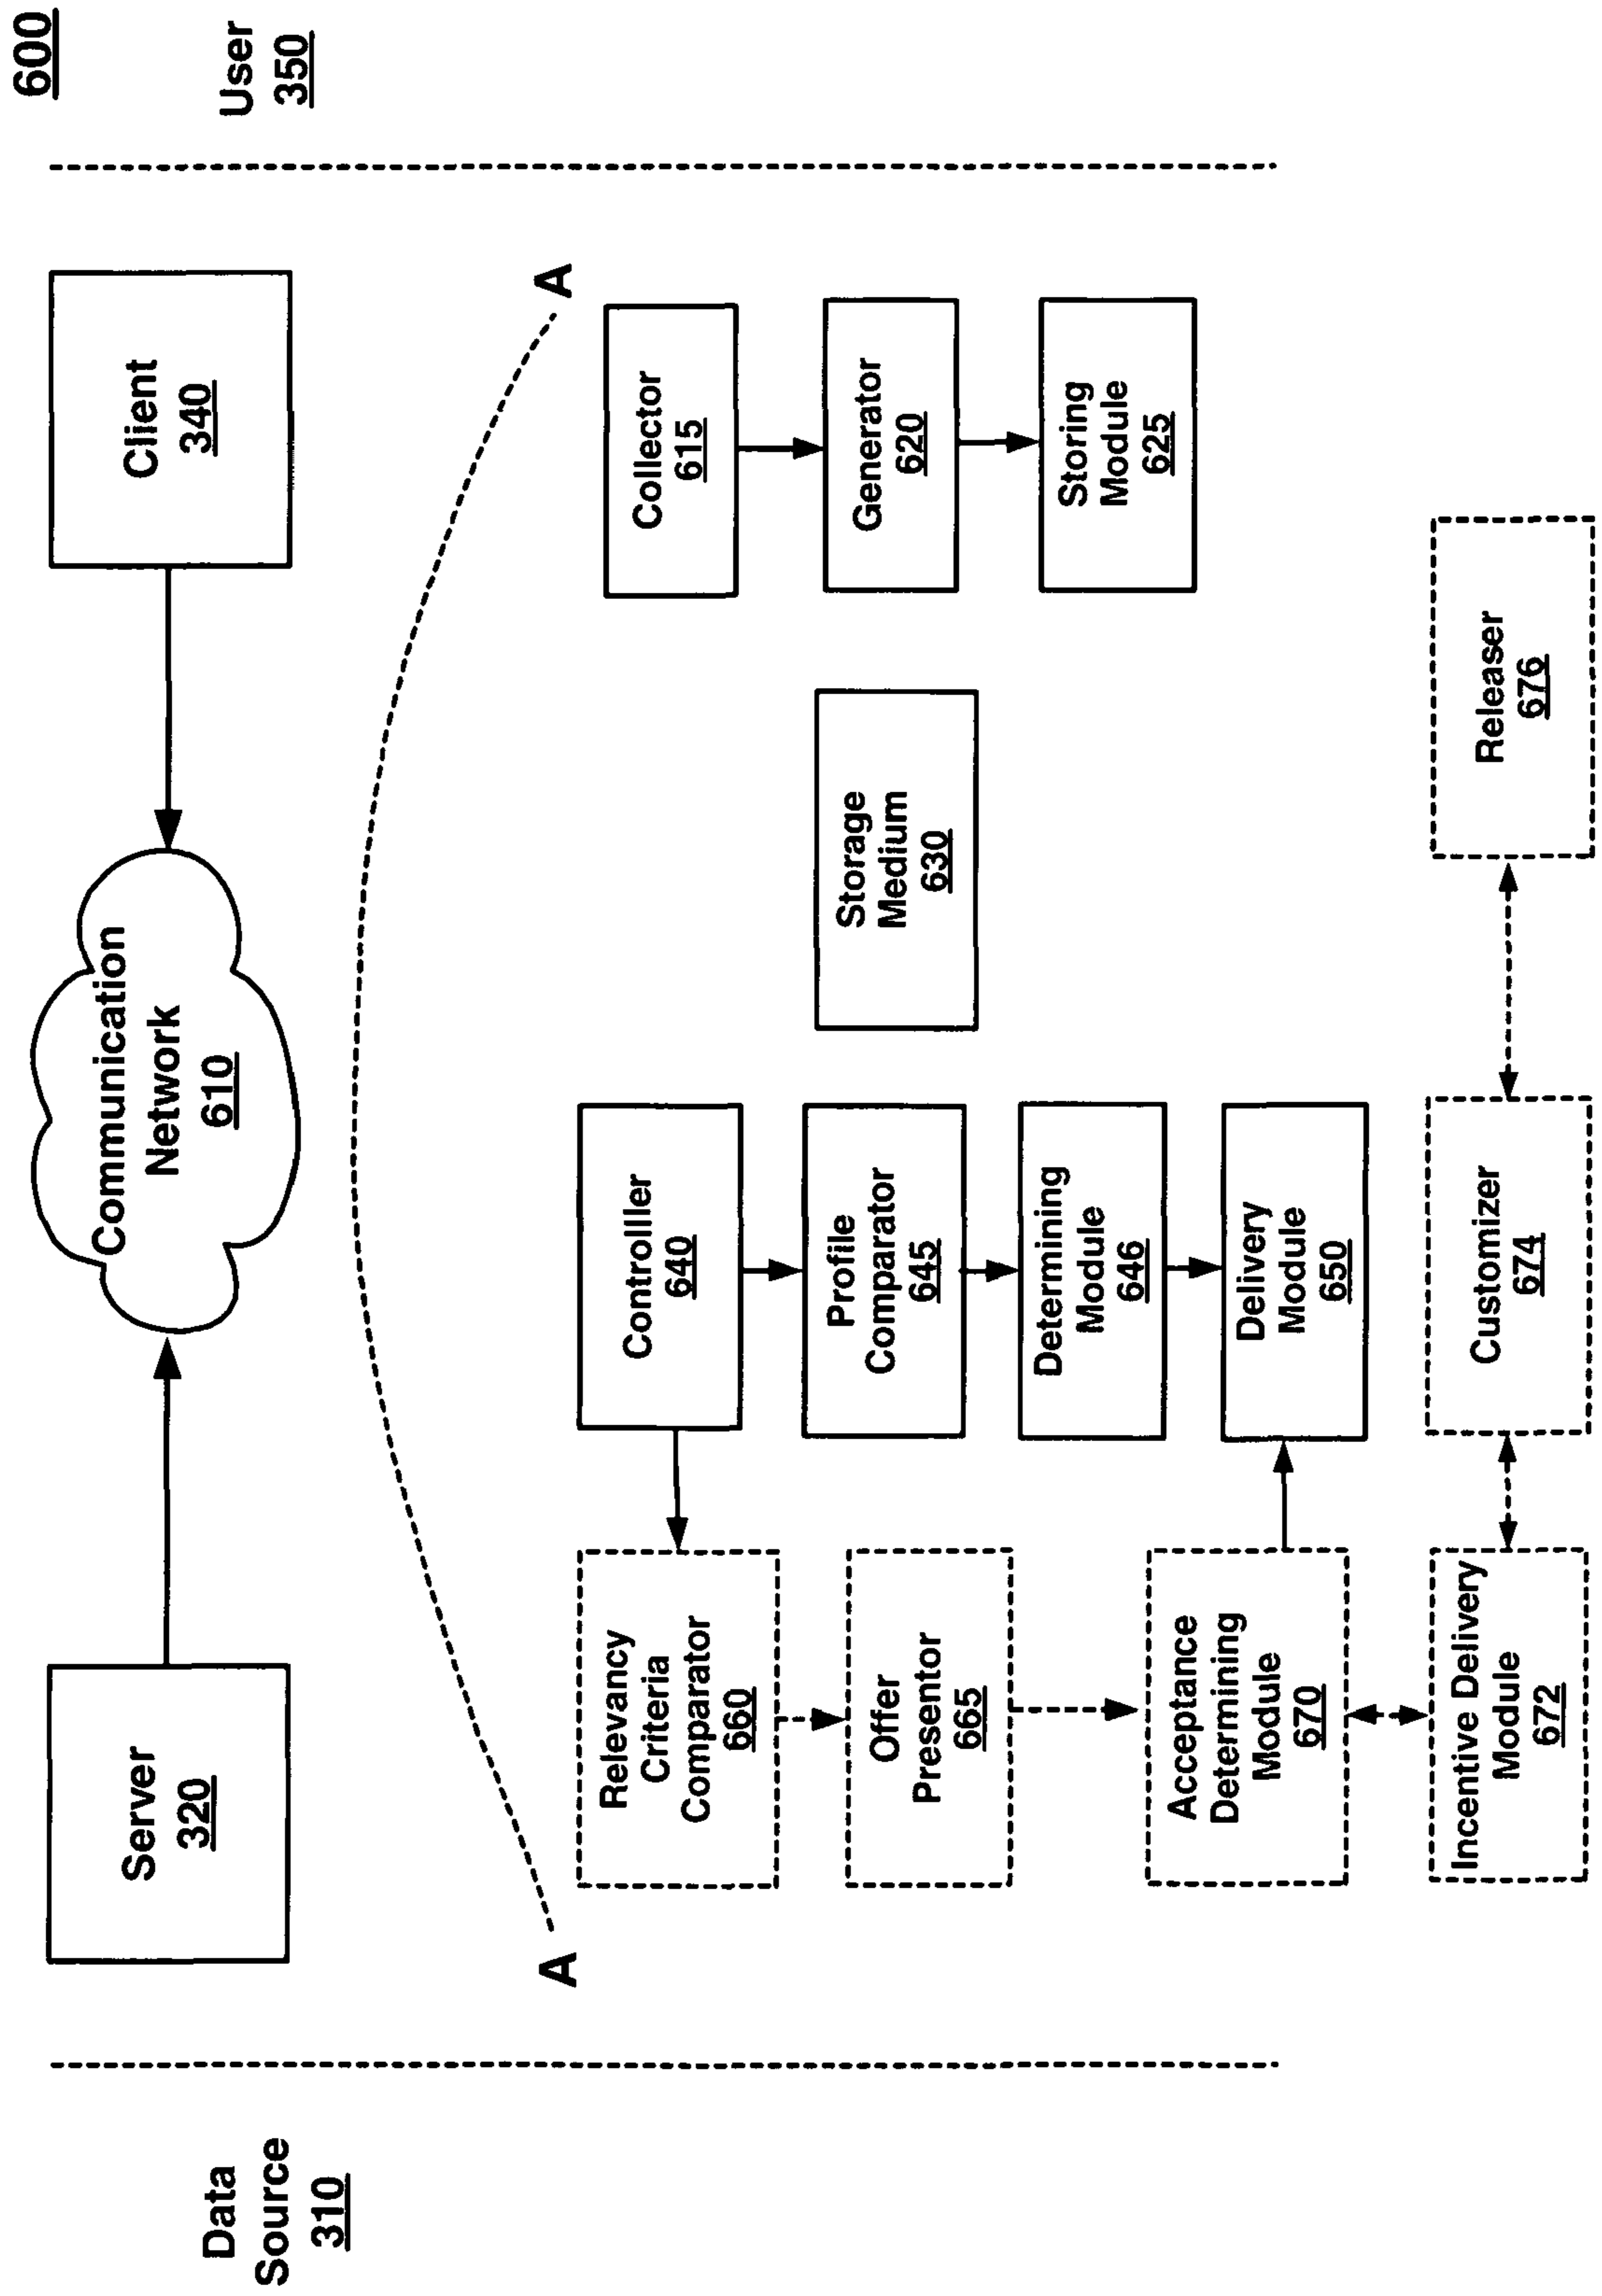 600
Data
Source
310
Server
320
Communication
Network
610
Client
340
User
350
A
A
Relevancy
Criteria
Comparator
660
Offer
Presentor
665
Acceptance
Determining
Module
670
Incentive Delivery
Module
672
Controlller
640
Profile
Comparator
645
Determining
Module
646
Delivery
Module
650
Customizer
674
Storage
Medium
630
Collector
615
Generator
620
Storing
Module
625
Releaser
676